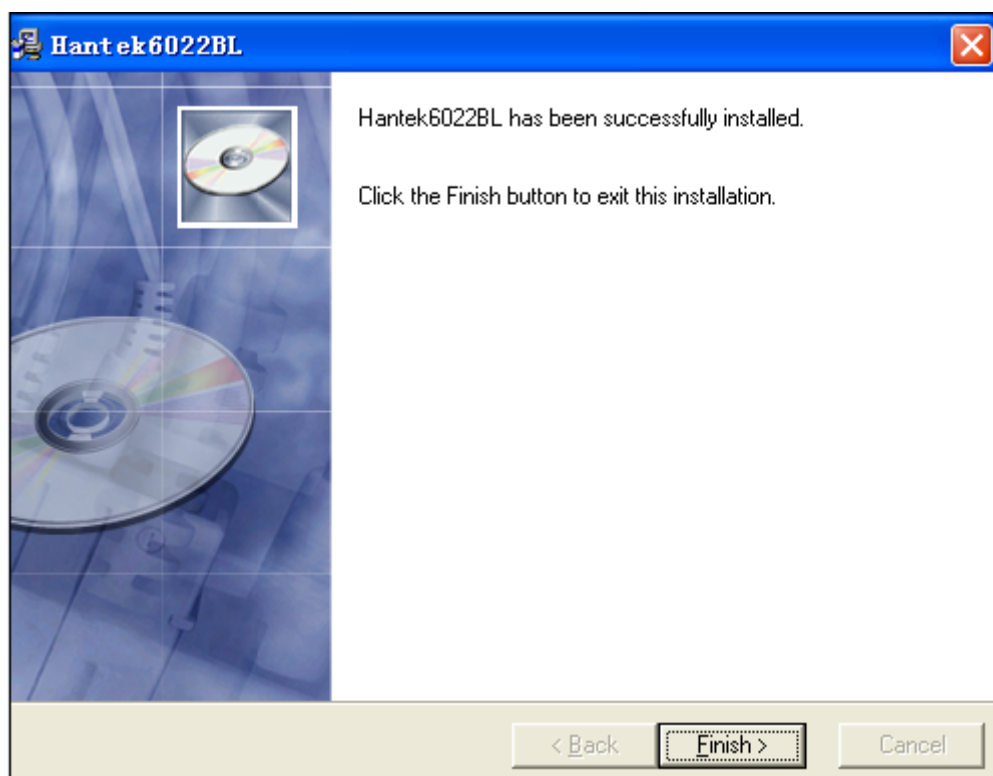 Hantek6022BL
Hantek6022BL has been successfully installed.
Click the Finish button to exit this installation.
< Back
Finish >
Cancel